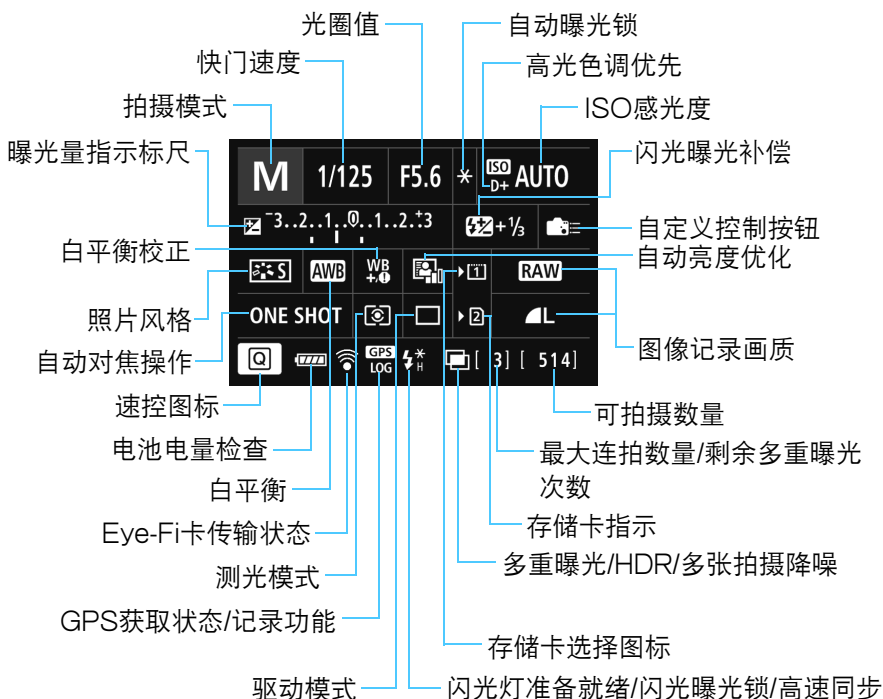 光圈值
自动曝光锁
快门速度
高光色调优先
拍摄模式
ISO感光度
曝光量指示标尺
闪光曝光补偿
M 1/125 F5.6 * ISO D+ AUTO
-3..2..1..0..1..2.+3 +1/3
自定义控制按钮
白平衡校正
自动亮度优化
S AWB WB +/- 1 RAW
照片风格
ONE SHOT 2 L
自动对焦操作
图像记录画质
Q GPS LOG * H [ 3] [ 514]
速控图标
可拍摄数量
电池电量检查
最大连拍数量/剩余多重曝光
次数
白平衡
Eye-Fi卡传输状态
存储卡指示
测光模式
多重曝光/HDR/多张拍摄降噪
GPS获取状态/记录功能
存储卡选择图标
驱动模式
闪光灯准备就绪/闪光曝光锁/高速同步